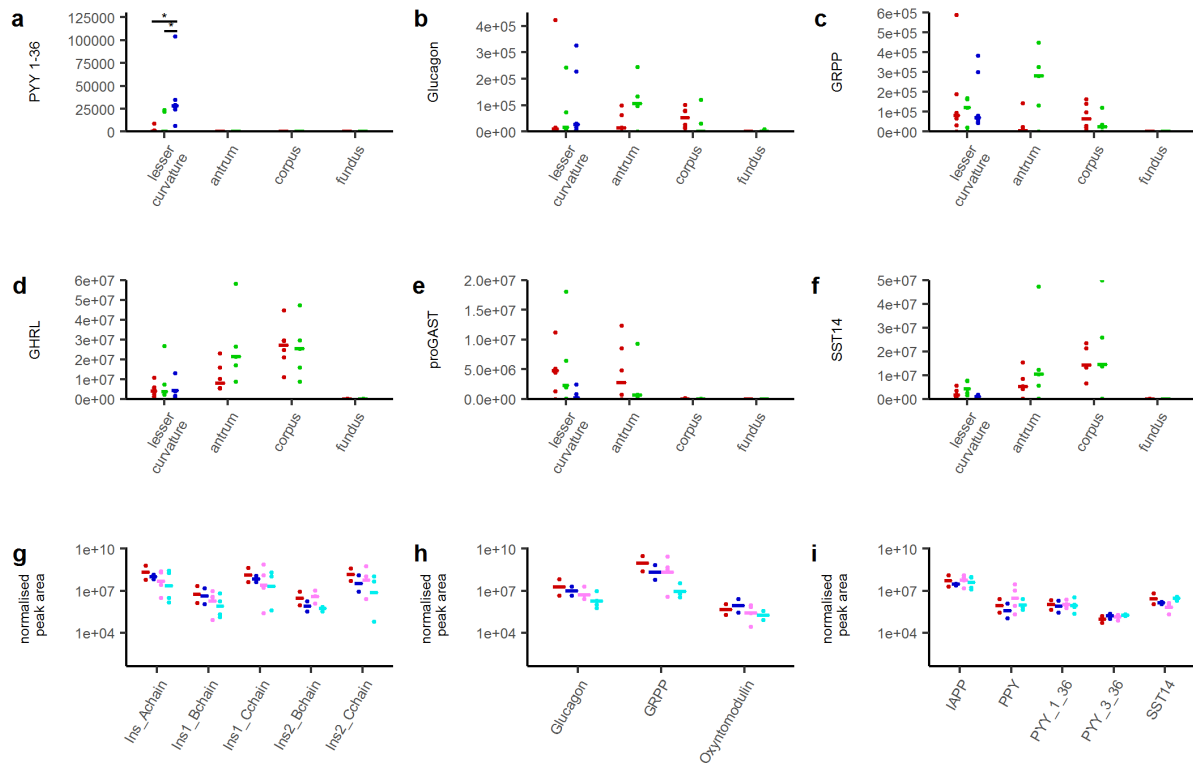 a
PYY 1-36
125000
100000
75000
50000
25000
0
*
*
lesser
curvature
antrum
corpus
fundus
b
Glucagon
4e+05
3e+05
2e+05
1e+05
0e+00
lesser
curvature
antrum
corpus
fundus
c
GRPP
6e+05
5e+05
4e+05
3e+05
2e+05
1e+05
0e+00
lesser
curvature
antrum
corpus
fundus
d
GHRL
6e+07
5e+07
4e+07
3e+07
2e+07
1e+07
0e+00
lesser
curvature
antrum
corpus
fundus
e
proGAST
2.0e+07
1.5e+07
1.0e+07
5.0e+06
0.0e+00
lesser
curvature
antrum
corpus
fundus
f
SST14
5e+07
4e+07
3e+07
2e+07
1e+07
0e+00
lesser
curvature
antrum
corpus
fundus
g
normalised
peak area
1e+10
1e+07
1e+04
Ins_Achain
Ins1_Bchain
Ins1_Cchain
Ins2_Bchain
Ins2_Cchain
h
normalised
peak area
1e+10
1e+07
1e+04
Glucagon
GRPP
Oxyntomodulin
i
normalised
peak area
1e+10
1e+07
1e+04
IAPP
PPY
PYY_1_36
PYY_3_36
SST14